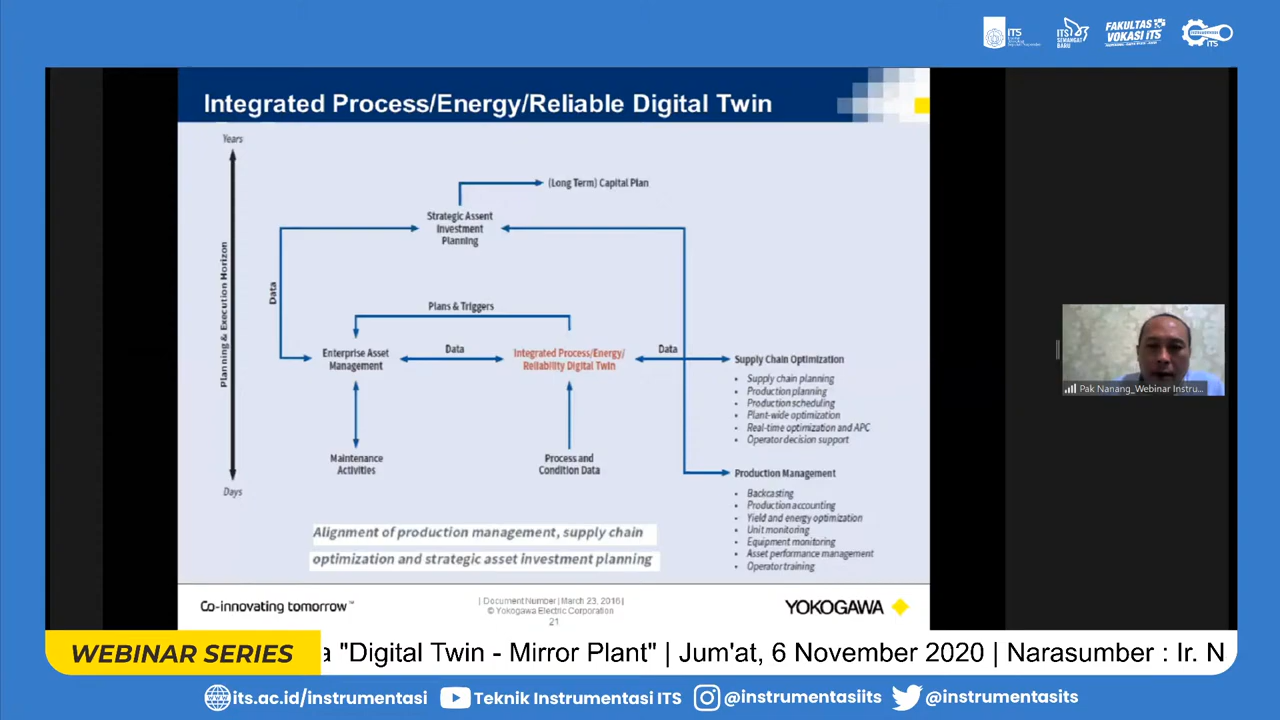 ITS
ITS
SEMANGAT
BARU
FAKULTAS
VOKASI ITS
ITS
Integrated Process/Energy/Reliable Digital Twin
Years
(Long Term) Capital Plan
Strategic Assent
Investment
Planning
Planning & Execution Horizon
Data
Plans & Triggers
Enterprise Asset
Management
Data
Integrated Process/Energy/
Reliability Digital Twin
Data
Supply Chain Optimization
• Supply chain planning
• Production planning
• Production scheduling
• Plant-wide optimization
• Real-time optimization and APC
• Operator decision support
Maintenance
Activities
Process and
Condition Data
Production Management
• Backcasting
• Production accounting
• Yield and energy optimization
• Unit monitoring
• Equipment monitoring
• Asset performance management
• Operator training
Days
Alignment of production management, supply chain
optimization and strategic asset investment planning
Co-innovating tomorrow™
| Document Number | March 23, 2016 |
© Yokogawa Electric Corporation
21
YOKOGAWA
Pak Nanang_Webinar Instru...
WEBINAR SERIES
a "Digital Twin - Mirror Plant" | Jum'at, 6 November 2020 | Narasumber : Ir. N
its.ac.id/instrumentasi
Teknik Instrumentasi ITS
@instrumentasiits
@instrumentasits